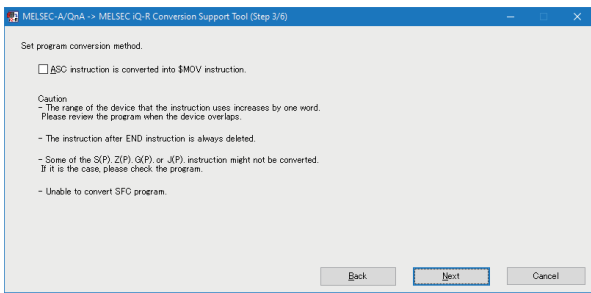 MELSEC-A/QnA -> MELSEC iQ-R Conversion Support Tool (Step 3/6)
Set program conversion method.
ASC instruction is converted into $MOV instruction.
Caution
- The range of the device that the instruction uses increases by one word.
Please review the program when the device overlaps.
- The instruction after END instruction is always deleted.
- Some of the S(P). Z(P). G(P). or J(P). instruction might not be converted.
If it is the case, please check the program.
- Unable to convert SFC program.
Back Next Cancel